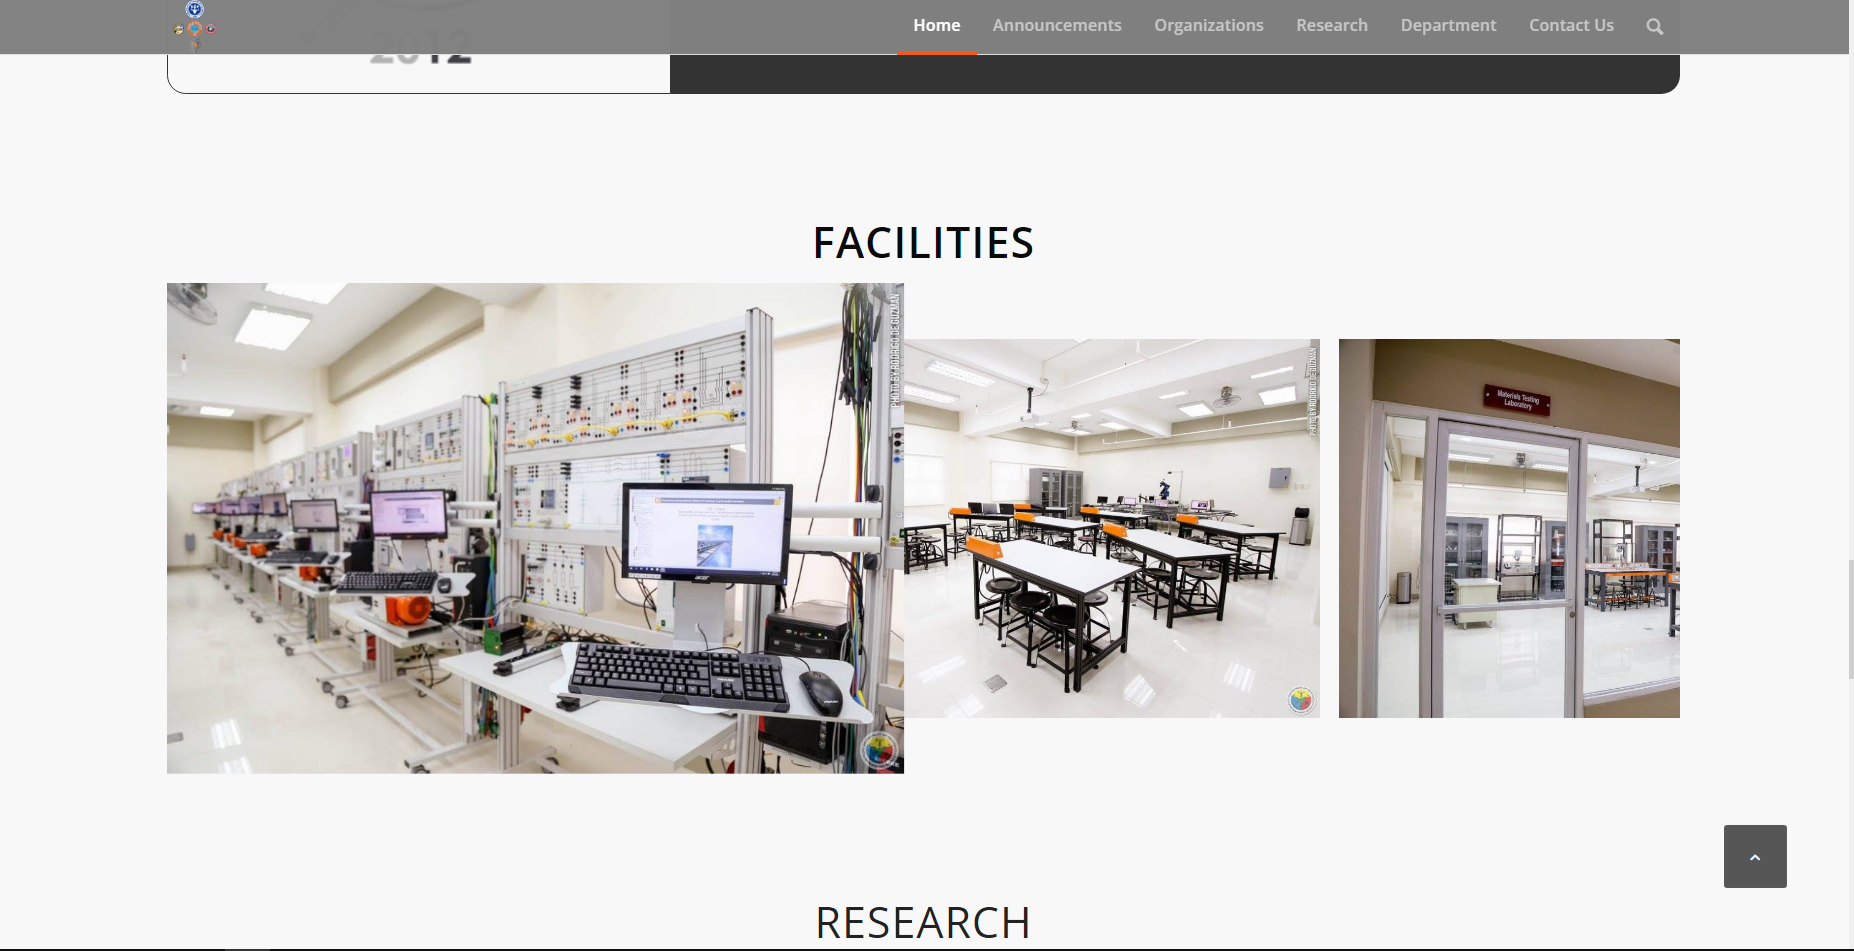 Home
Announcements
Organizations
Research
Department
Contact Us
2012
FACILITIES
PHOTO BY RODRIGO DE GUZMAN
acer
PHOTO BY RODRIGO DE GUZMAN
Materials Testing
Laboratory
RESEARCH